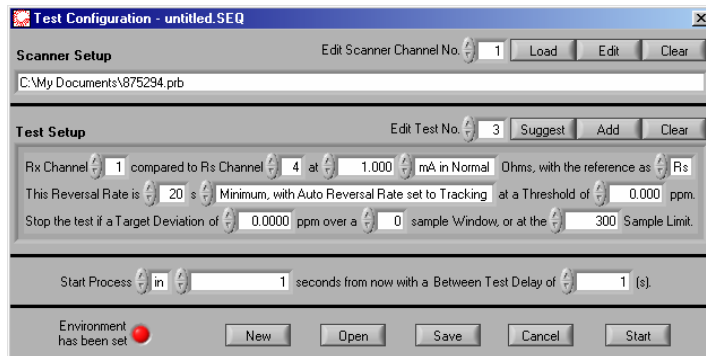 Test Configuration - untitled.SEQ
Scanner Setup Edit Scanner Channel No. 1 Load Edit Clear
C:\My Documents\875294.prb
Test Setup Edit Test No. 3 Suggest Add Clear
Rx Channel 1 compared to Rs Channel 4 at 1.000 mA in Normal Ohms, with the reference as Rs
This Reversal Rate is 20 s Minimum, with Auto Reversal Rate set to Tracking at a Threshold of 0.000 ppm.
Stop the test if a Target Deviation of 0.0000 ppm over a 0 sample Window, or at the 300 Sample Limit.
Start Process in 1 seconds from now with a Between Test Delay of 1 (s).
Environment
has been set New Open Save Cancel Start